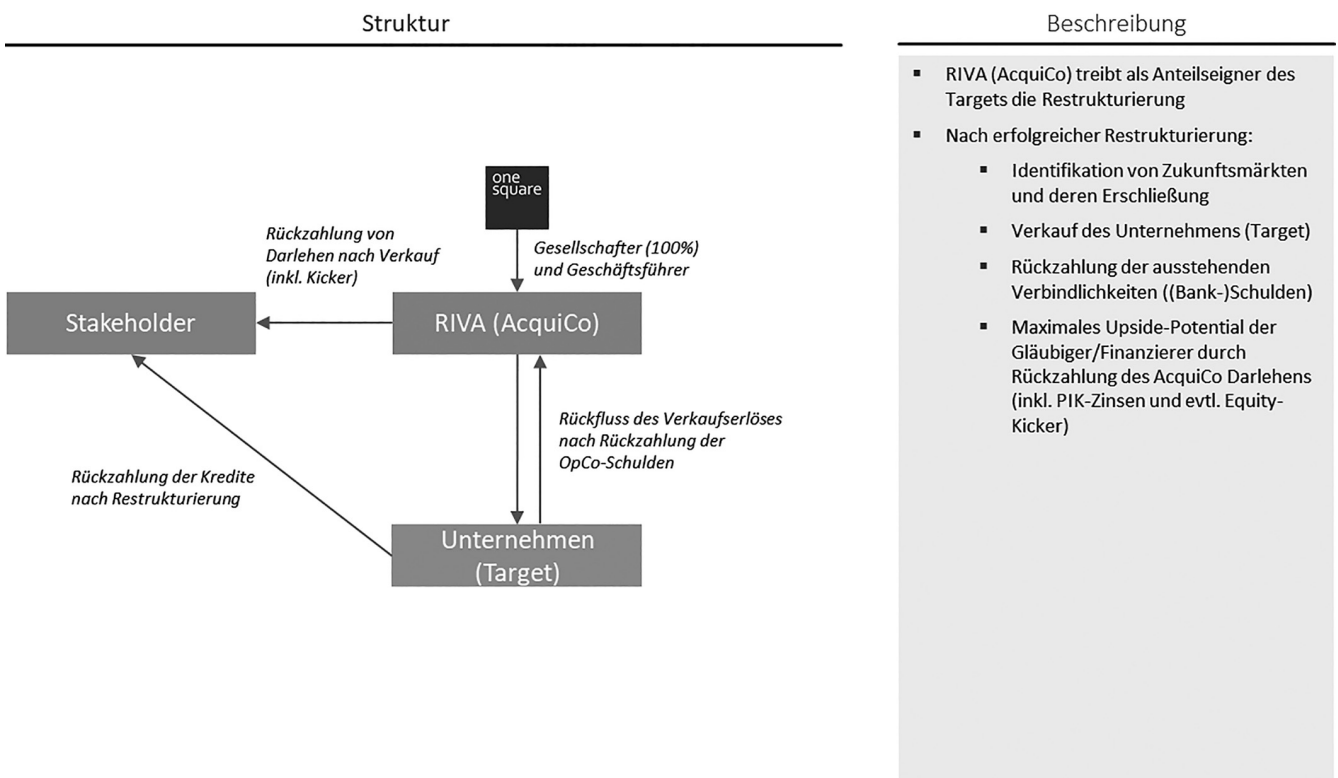 Struktur
one
square
Rückzahlung von
Darlehen nach Verkauf
(inkl. Kicker)
Gesellschafter (100%)
und Geschäftsführer
Stakeholder
RIVA (AcquiCo)
Rückfluss des Verkaufserlöses
nach Rückzahlung der
OpCo-Schulden
Rückzahlung der Kredite
nach Restrukturierung
Unternehmen
(Target)
Beschreibung
▪ RIVA (AcquiCo) treibt als Anteilseigner des
Targets die Restrukturierung
▪ Nach erfolgreicher Restrukturierung:
▪ Identifikation von Zukunftsmärkten
und deren Erschließung
▪ Verkauf des Unternehmens (Target)
▪ Rückzahlung der ausstehenden
Verbindlichkeiten ((Bank-)Schulden)
▪ Maximales Upside-Potential der
Gläubiger/Finanzierer durch
Rückzahlung des AcquiCo Darlehens
(inkl. PIK-Zinsen und evtl. Equity-
Kicker)